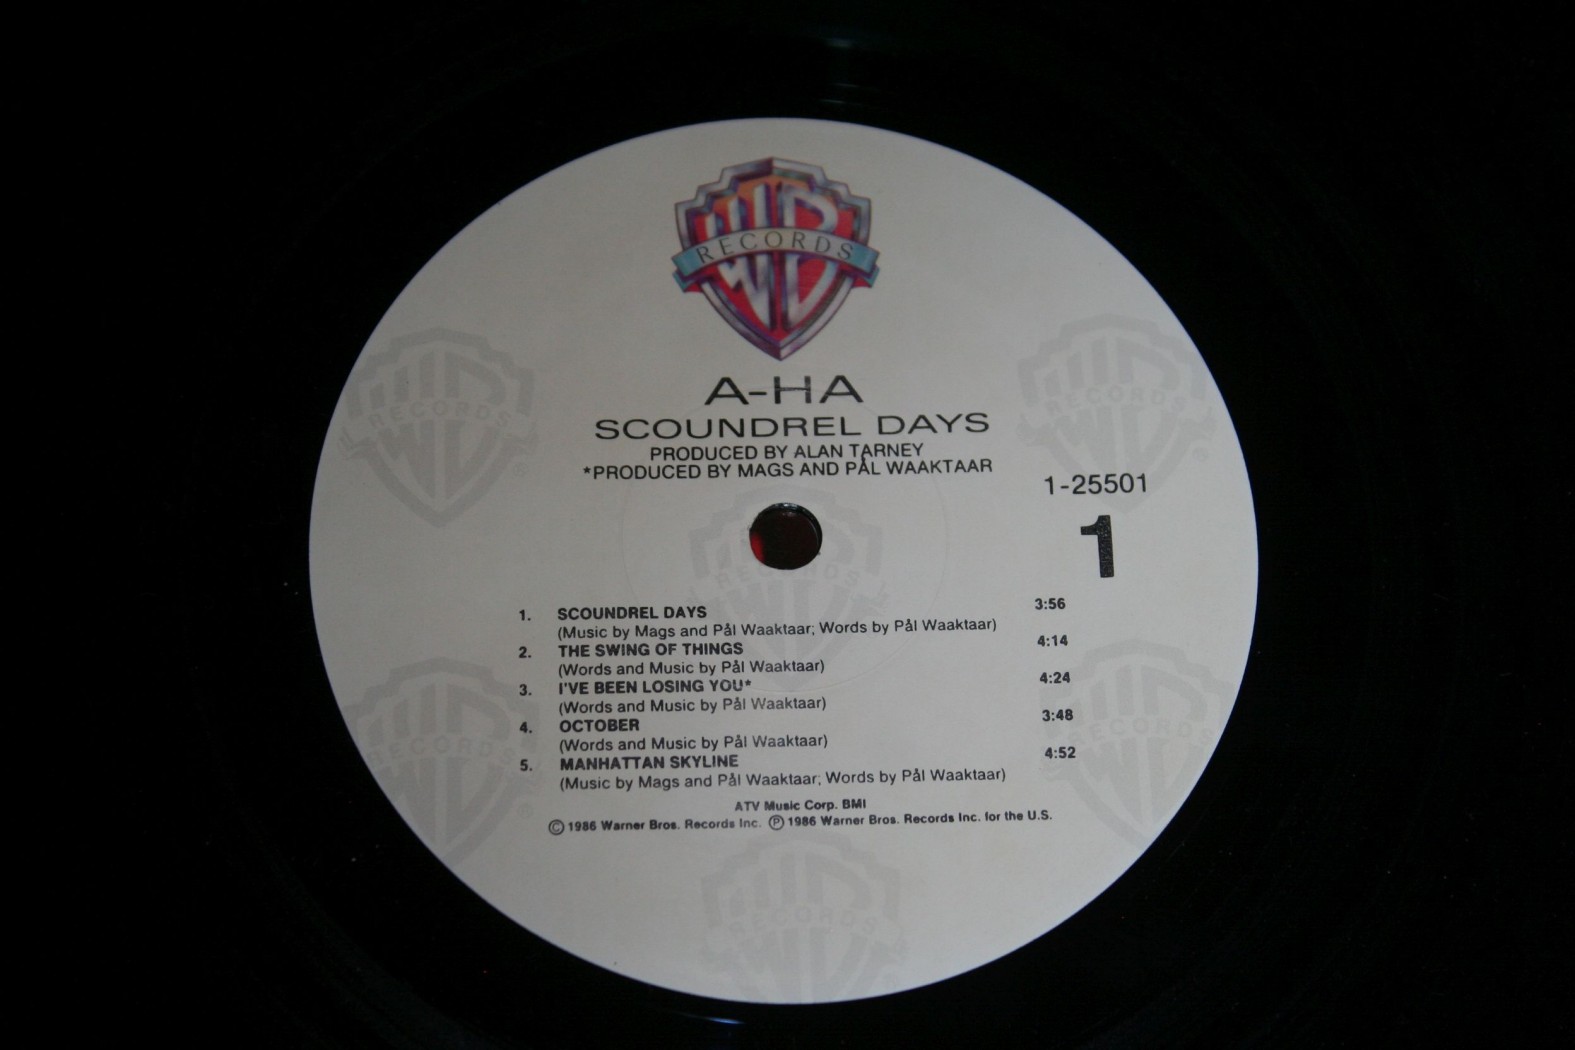 WB
RECORDS
A-HA
SCOUNDREL DAYS
PRODUCED BY ALAN TARNEY
*PRODUCED BY MAGS AND PÅL WAAKTAAR
1-25501
1
1. SCOUNDREL DAYS 3:56
(Music by Mags and Pål Waaktaar; Words by Pål Waaktaar)
2. THE SWING OF THINGS 4:14
(Words and Music by Pål Waaktaar)
3. I'VE BEEN LOSING YOU* 4:24
(Words and Music by Pål Waaktaar)
4. OCTOBER 3:48
(Words and Music by Pål Waaktaar)
5. MANHATTAN SKYLINE 4:52
(Music by Mags and Pål Waaktaar; Words by Pål Waaktaar)
ATV Music Corp. BMI
© 1986 Warner Bros. Records Inc. ℗ 1986 Warner Bros. Records Inc. for the U.S.